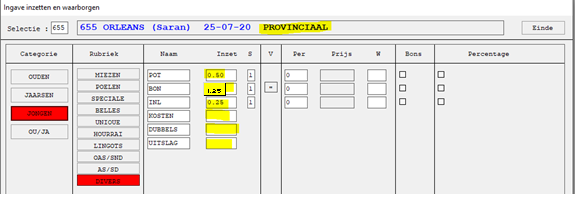 Ingave inzetten en waarborgen
Selectie : 655 655 ORLEANS (Saran) 25-07-20 PROVINCIAAL Einde
Categorie Rubriek Naam Inzet S V Per Prijs W Bons Percentage
OUDEN MIEZEN POT 0,50 1 0
JAARSEN POELEN BON 1.25 1 = 0
JONGEN SPECIALE INL 0,25 1 0
OU/JA BELLES KOSTEN
UNIQUE DUBBELS
HOURRAI UITSLAG
LINGOTS
OAS/SND
AS/SD
DIVERS